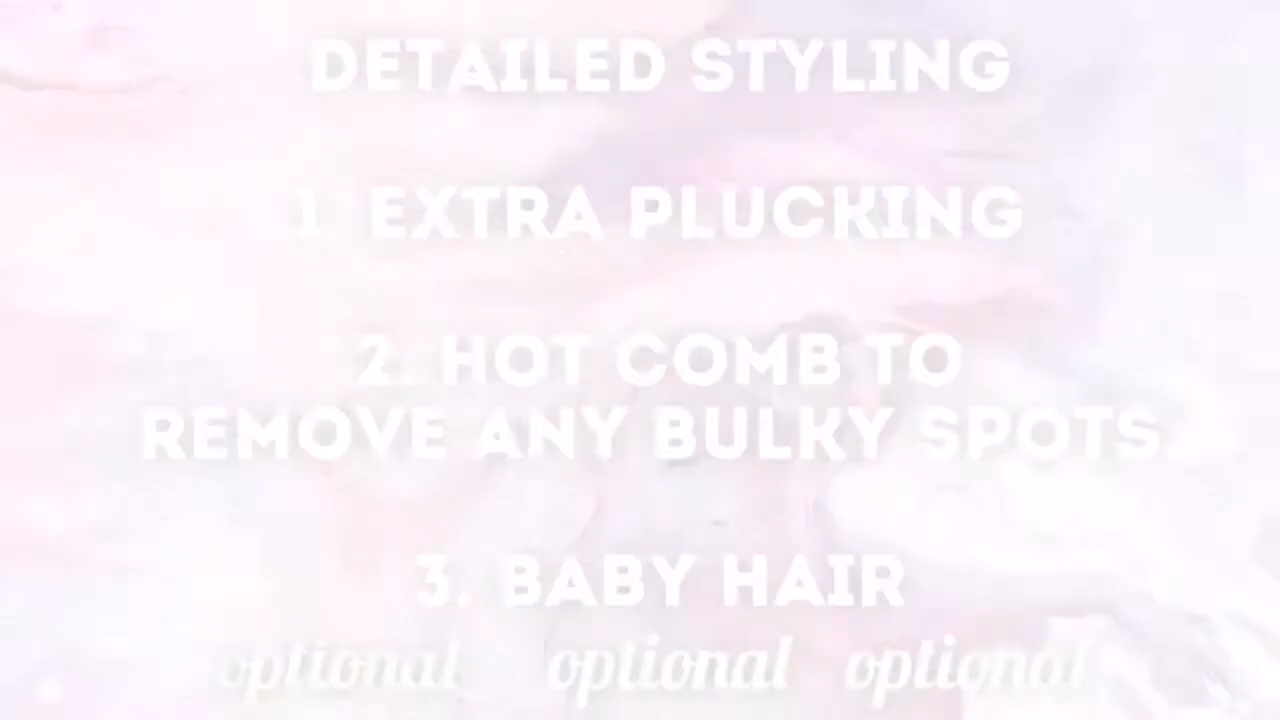 DETAILED STYLING
1. EXTRA PLUCKING
2. HOT COMB TO
REMOVE ANY BULKY SPOTS.
3. BABY HAIR
optional optional optional